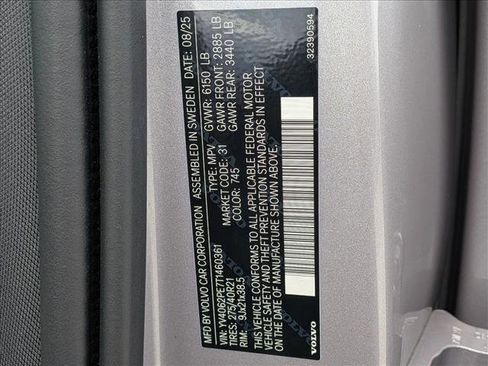 MFD BY VOLVO CAR CORPORATION ASSEMBLED IN SWEDEN DATE: 08/25
GVWR: 6150 LB
GAWR FRONT: 2885 LB
GAWR REAR: 3440 LB
TYPE: MPV
MARKET CODE: 31
COLOR: 745
VIN: YV4062PE7T1460361
TIRES: 275/40R21
RIM: 9Jx21x38.5
THIS VEHICLE CONFORMS TO ALL APPLICABLE FEDERAL MOTOR
VEHICLE SAFETY AND THEFT PREVENTION STANDARDS IN EFFECT
ON THE DATE OF MANUFACTURE SHOWN ABOVE.
VOLVO
32390594